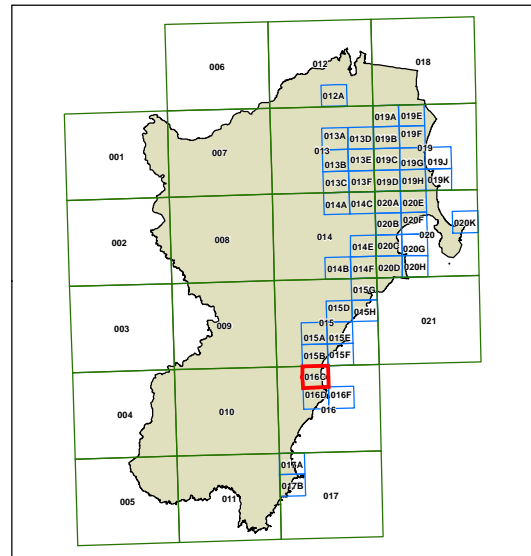 006 012 018
012A
019A 019E
001 007 013A 013D 019B 019F
013 019
013B 013E 019C 019G 019J
013C 013F 019D 019H 019K
014A 014C 020A 020E
002 008 014 020B 020F 020K
014E 020C 020 020G
014B 014F 020D 020H
015G
003 009 015D 015H 021
015
015A 015E
015B 015F
016C
004 010 016D 016F
016
017A
005 011 017B 017